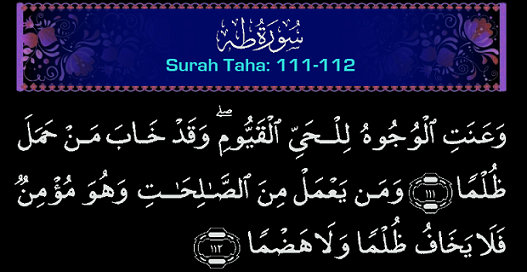 سُورَةُ طه
Surah Taha: 111-112
وَعَنَتِ ٱلْوُجُوهُ لِلْحَىِّ ٱلْقَيُّومِ ۖ وَقَدْ خَابَ مَنْ حَمَلَ
ظُلْمًا ١١١ وَمَن يَعْمَلْ مِنَ ٱلصَّـٰلِحَـٰتِ وَهُوَ مُؤْمِنٌ
فَلَا يَخَافُ ظُلْمًا وَلَا هَضْمًا ١١٢